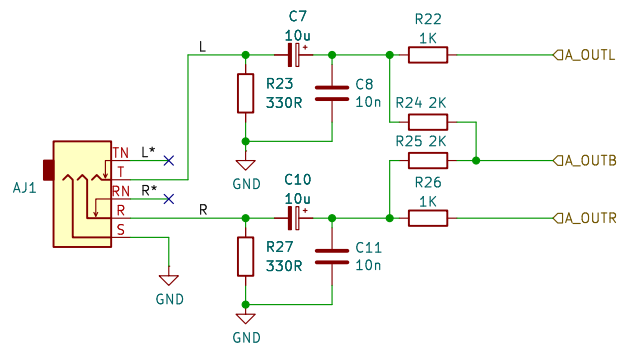 C7
10u
+
R22
1K
L
A_OUTL
R23
330R
C8
10n
R24 2K
R25 2K
GND
TN
L*
T
AJ1
RN
R*
R
S
A_OUTB
C10
10u
+
R26
1K
R
A_OUTR
R27
330R
C11
10n
GND
GND